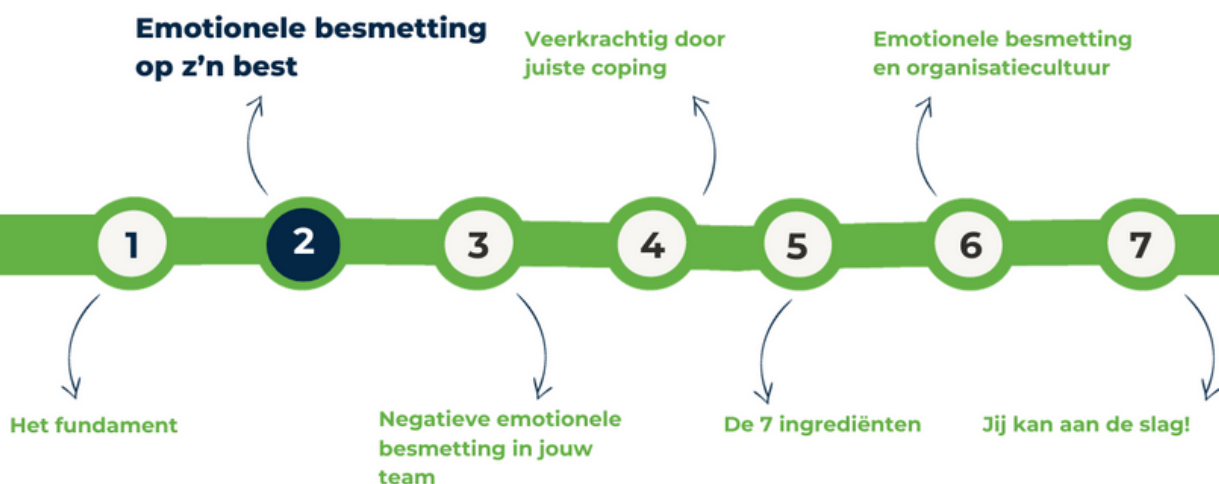 Emotionele besmetting
op z'n best
Veerkrachtig door
juiste coping
Emotionele besmetting
en organisatiecultuur
1
2
3
4
5
6
7
Het fundament
Negatieve emotionele
besmetting in jouw
team
De 7 ingrediënten
Jij kan aan de slag!